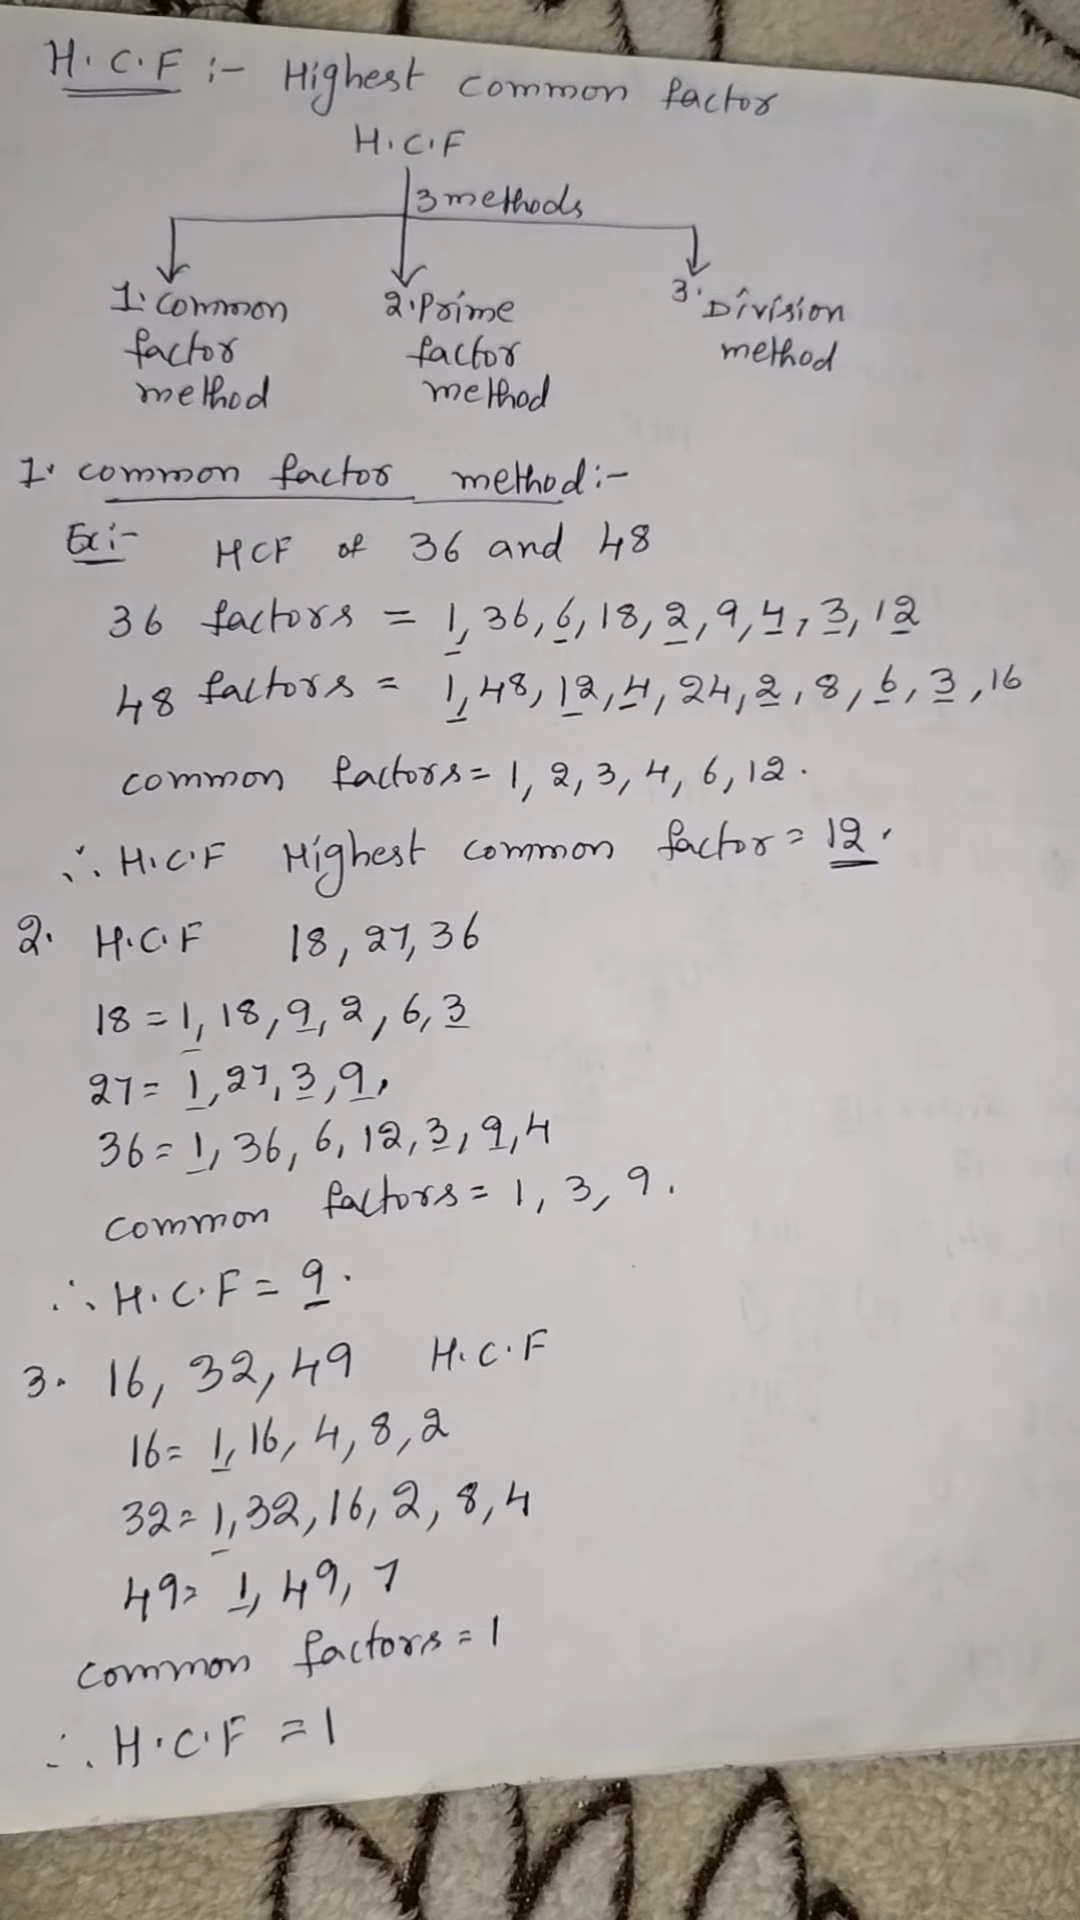 H.C.F :- Highest common factor
H.C.F
3 methods
1. common factor method
2. Prime factor method
3. Division method
1. common factor method :-
Ex:- HCF of 36 and 48
36 factors = 1, 36, 6, 18, 2, 9, 4, 3, 12
48 factors = 1, 48, 12, 4, 24, 2, 8, 6, 3, 16
common factors = 1, 2, 3, 4, 6, 12.
∴ H.C.F Highest common factor = 12.
2. H.C.F 18, 27, 36
18 = 1, 18, 9, 2, 6, 3
27 = 1, 27, 3, 9,
36 = 1, 36, 6, 12, 3, 9, 4
common factors = 1, 3, 9.
∴ H.C.F = 9.
3. 16, 32, 49 H.C.F
16 = 1, 16, 4, 8, 2
32 = 1, 32, 16, 2, 8, 4
49 = 1, 49, 7
common factors = 1
∴ H.C.F = 1